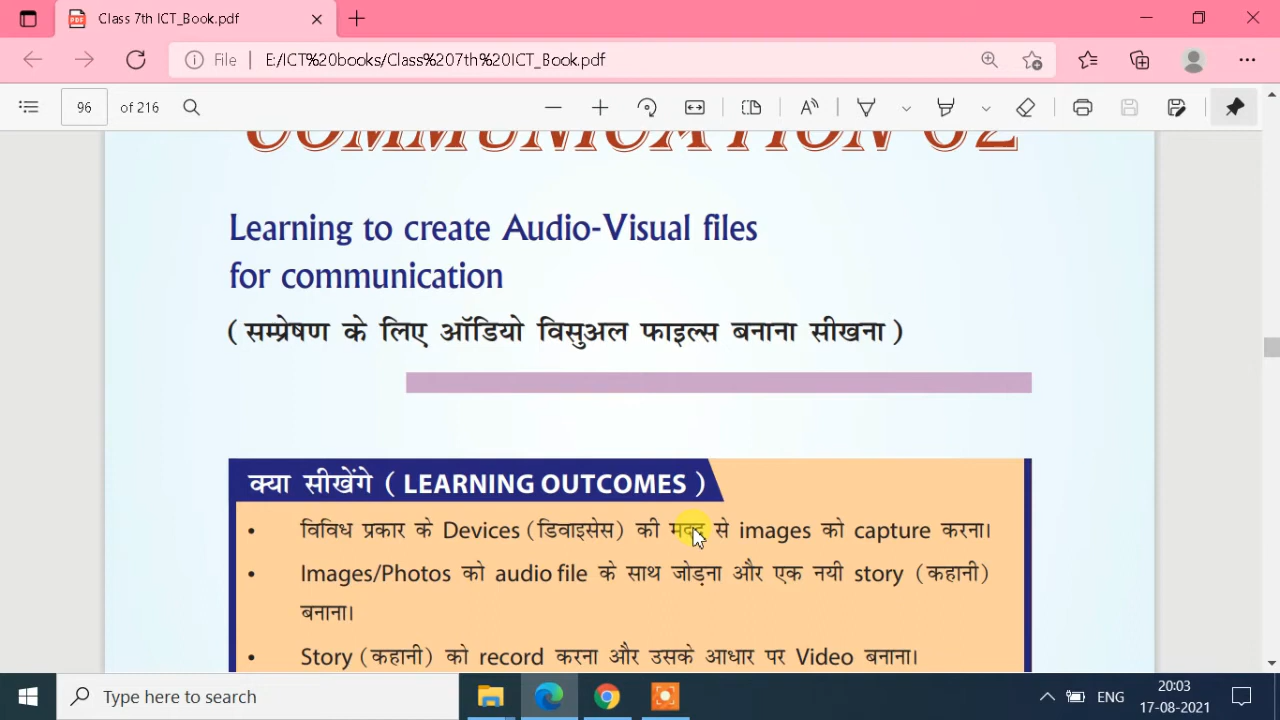 Class 7th ICT_Book.pdf
File | E:/ICT%20books/Class%207th%20ICT_Book.pdf
96 of 216
COMMUNICATION 02
Learning to create Audio-Visual files
for communication
(सम्प्रेषण के लिए ऑडियो विसुअल फाइल्स बनाना सीखना)
क्या सीखेंगे ( LEARNING OUTCOMES )
• विविध प्रकार के Devices (डिवाइसेस) की मदद से images को capture करना।
• Images/Photos को audio file के साथ जोड़ना और एक नयी story (कहानी)
बनाना।
• Story (कहानी) को record करना और उसके आधार पर Video बनाना।
Type here to search
ENG
20:03
17-08-2021